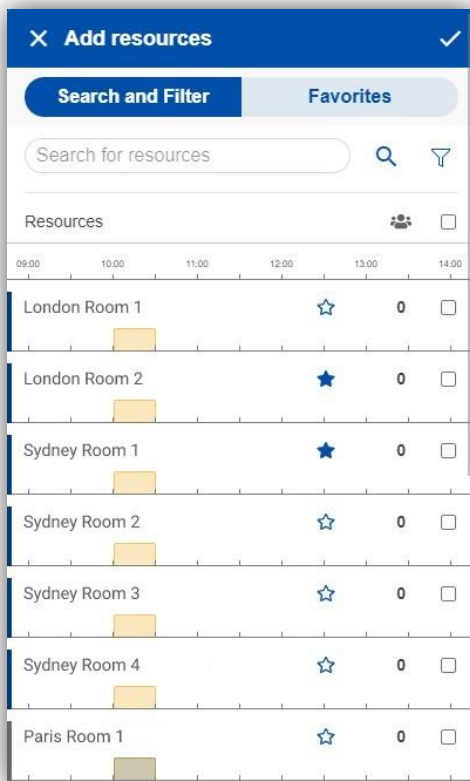 Add resources
Search and Filter Favorites
Search for resources
Resources
09:00 10:00 11:00 12:00 13:00 14:00
London Room 1 0
London Room 2 0
Sydney Room 1 0
Sydney Room 2 0
Sydney Room 3 0
Sydney Room 4 0
Paris Room 1 0